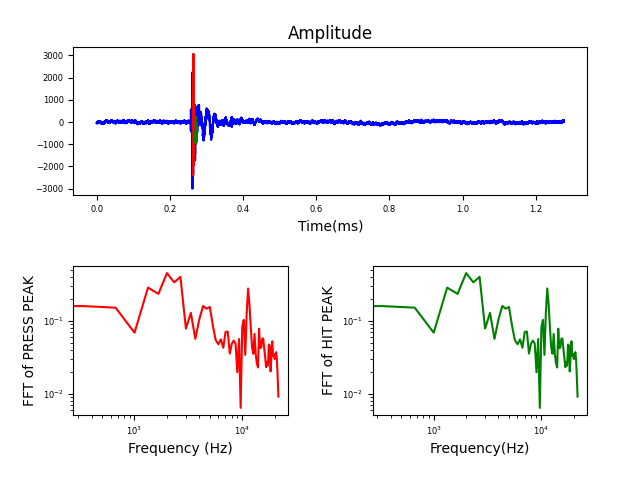 Amplitude
3000
2000
1000
0
−1000
−2000
−3000
0.0 0.2 0.4 0.6 0.8 1.0 1.2
Time(ms)
FFT of PRESS PEAK
10⁻¹
10⁻²
10³ 10⁴
Frequency (Hz)
FFT of HIT PEAK
10⁻¹
10⁻²
10³ 10⁴
Frequency(Hz)